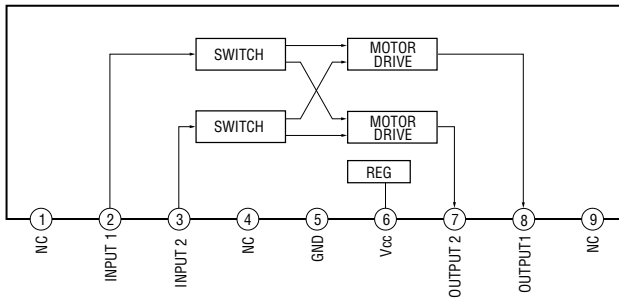 SWITCH
MOTOR
DRIVE
SWITCH
MOTOR
DRIVE
REG
1
2
3
4
5
6
7
8
9
NC
INPUT 1
INPUT 2
NC
GND
Vcc
OUTPUT 2
OUTPUT1
NC